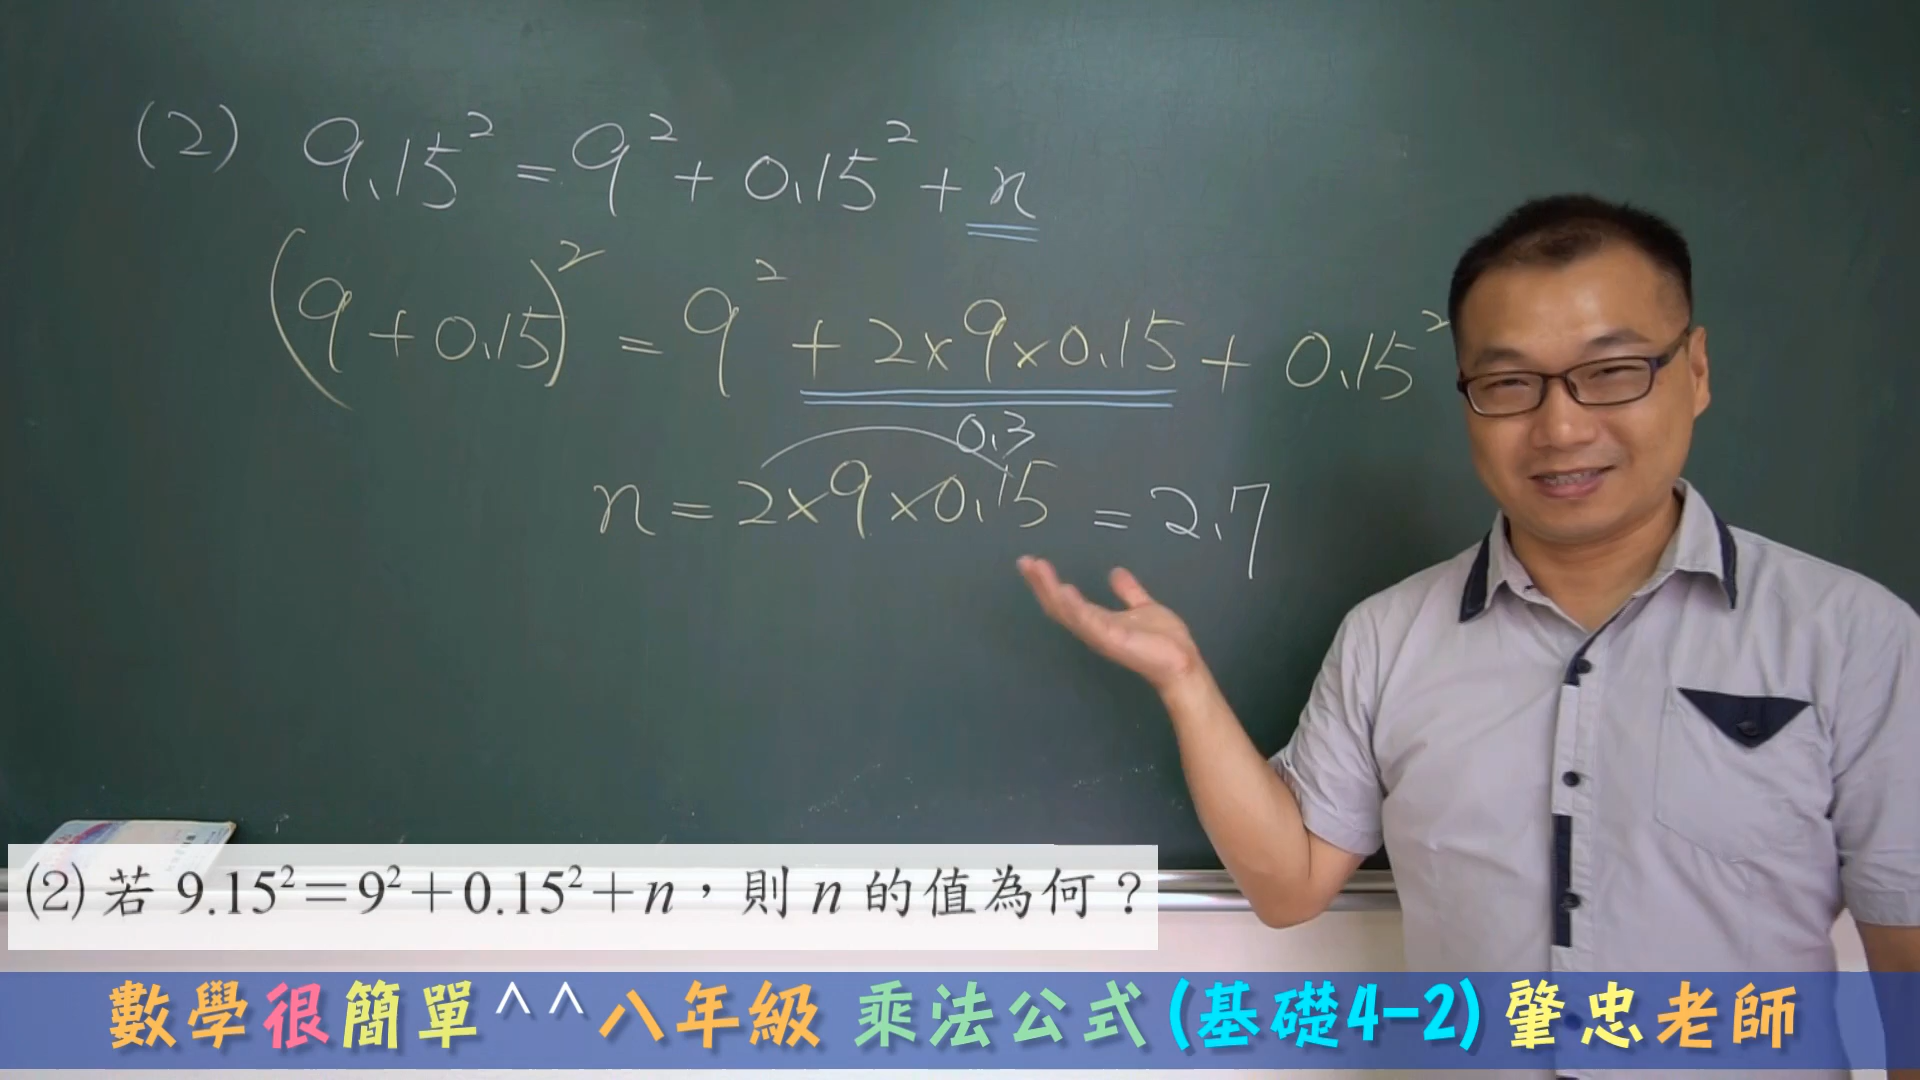 (2) 9.15² = 9² + 0.15² + n
(9 + 0.15)² = 9² + 2×9×0.15 + 0.15²
0.3
n = 2×9×0.15 = 2.7
(2) 若 9.15²=9²+0.15²+n，則 n 的值為何？
數學很簡單^^八年級 乘法公式(基礎4-2)肇忠老師